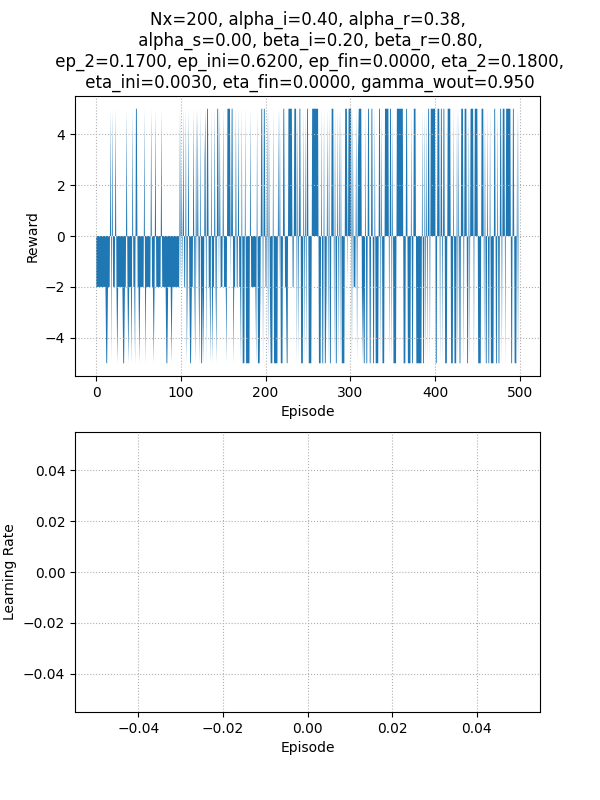 Nx=200, alpha_i=0.40, alpha_r=0.38,
alpha_s=0.00, beta_i=0.20, beta_r=0.80,
ep_2=0.1700, ep_ini=0.6200, ep_fin=0.0000, eta_2=0.1800,
eta_ini=0.0030, eta_fin=0.0000, gamma_wout=0.950
4
2
0
−2
−4
Reward
0 100 200 300 400 500
Episode
0.04
0.02
0.00
−0.02
−0.04
Learning Rate
−0.04 −0.02 0.00 0.02 0.04
Episode